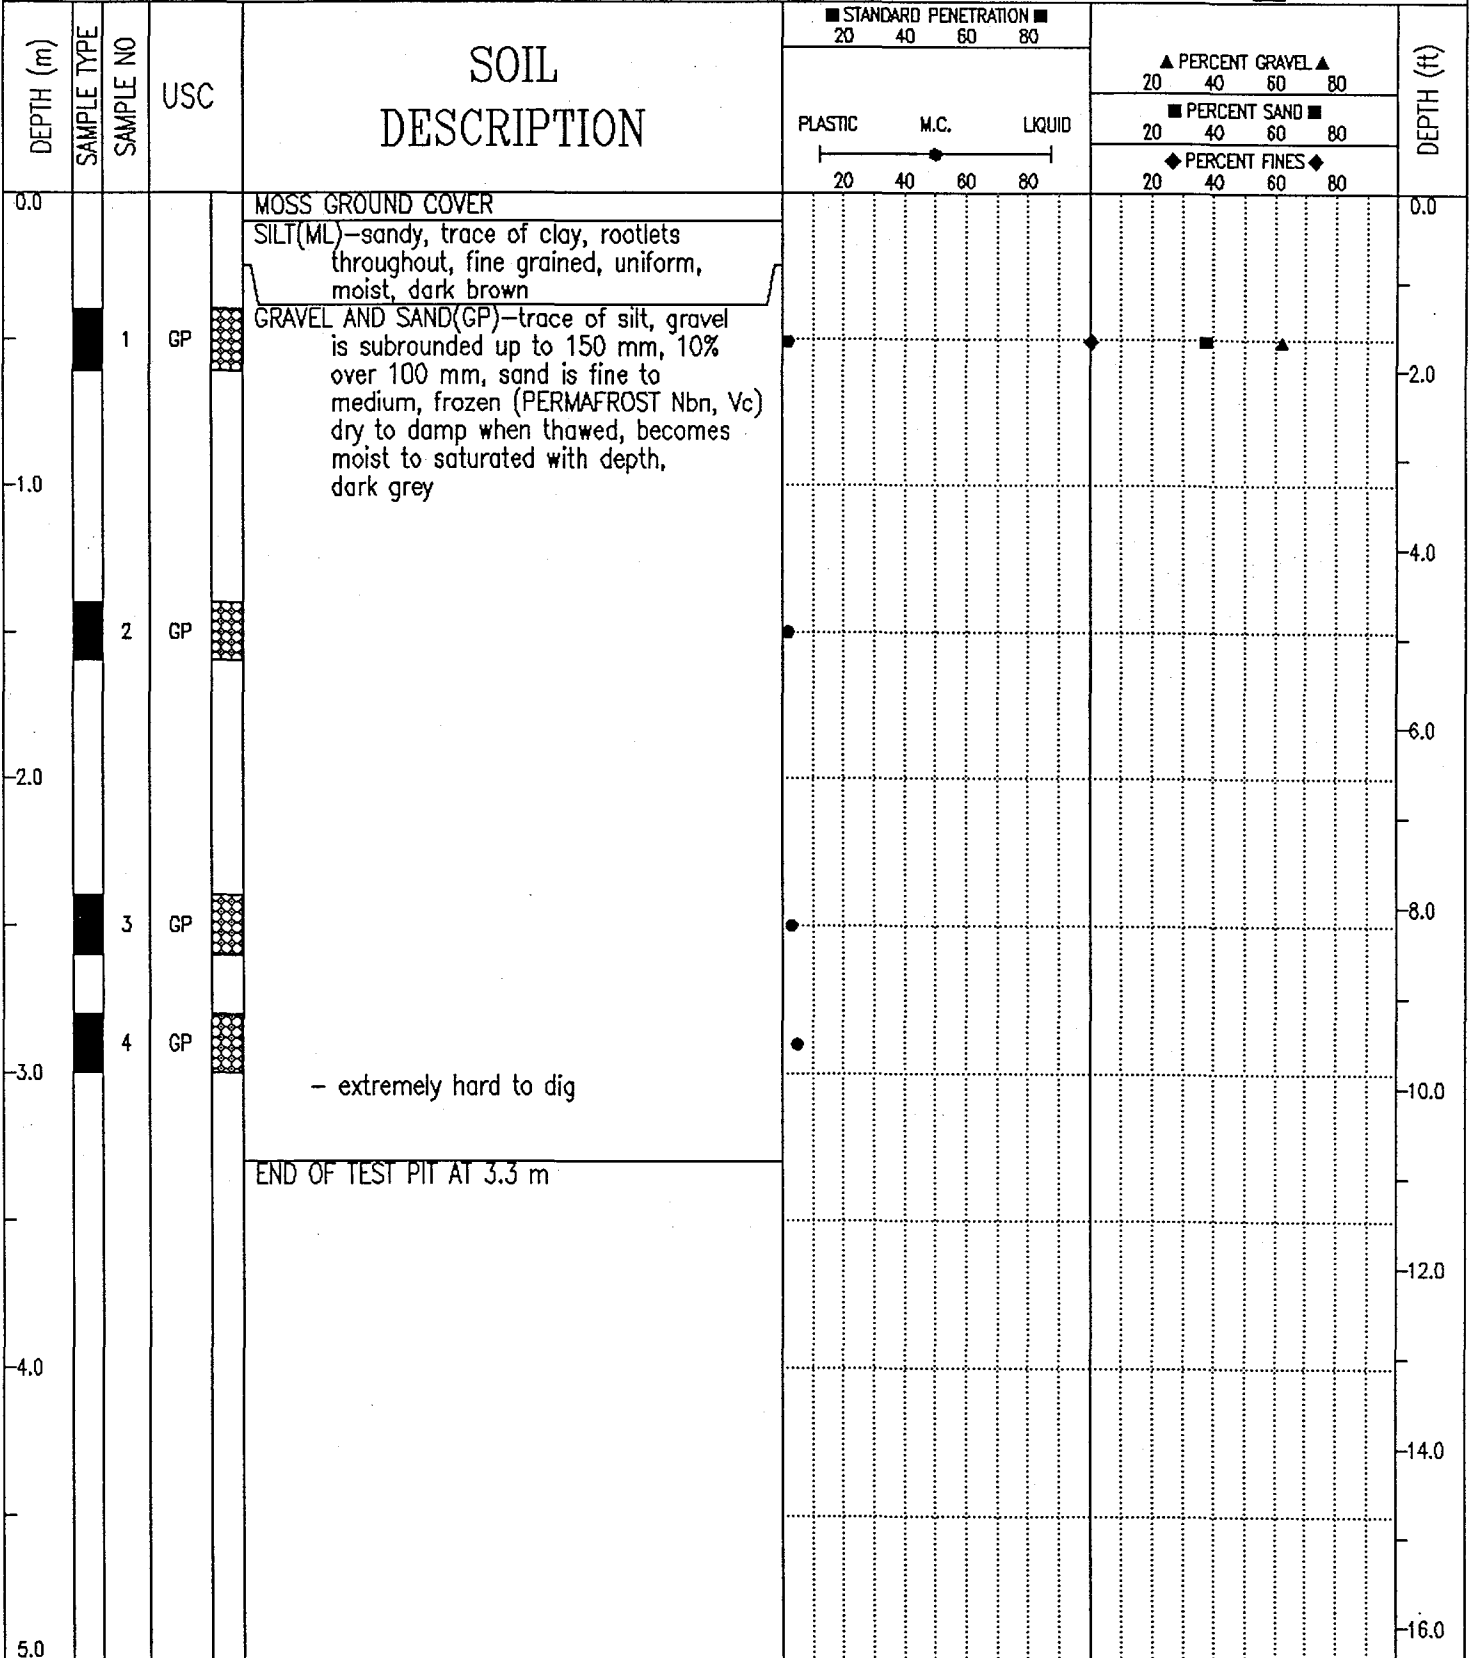 DEPTH (m)
SAMPLE TYPE
SAMPLE NO
USC
SOIL
DESCRIPTION
■ STANDARD PENETRATION ■
20 40 60 80
PLASTIC M.C. LIQUID
20 40 60 80
▲ PERCENT GRAVEL ▲
20 40 60 80
■ PERCENT SAND ■
20 40 60 80
◆ PERCENT FINES ◆
20 40 60 80
DEPTH (ft)
0.0
MOSS GROUND COVER
0.0
SILT(ML)–sandy, trace of clay, rootlets
throughout, fine grained, uniform,
moist, dark brown
GRAVEL AND SAND(GP)–trace of silt, gravel
1 GP
is subrounded up to 150 mm, 10%
over 100 mm, sand is fine to
2.0
medium, frozen (PERMAFROST Nbn, Vc)
dry to damp when thawed, becomes
moist to saturated with depth,
1.0
dark grey
4.0
2 GP
6.0
2.0
8.0
3 GP
4 GP
3.0
– extremely hard to dig
10.0
END OF TEST PIT AT 3.3 m
12.0
4.0
14.0
16.0
5.0